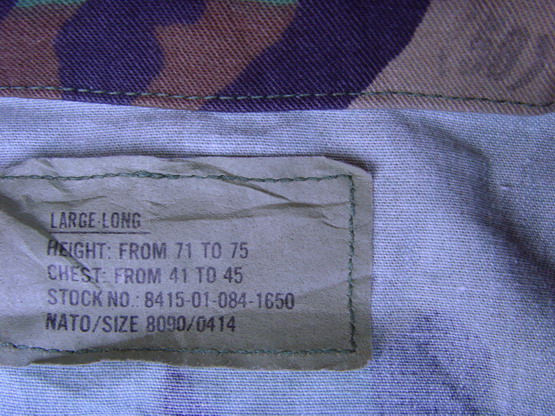 LARGE-LONG
HEIGHT: FROM 71 TO 75
CHEST: FROM 41 TO 45
STOCK NO.: 8415-01-084-1650
NATO/SIZE 8090/0414